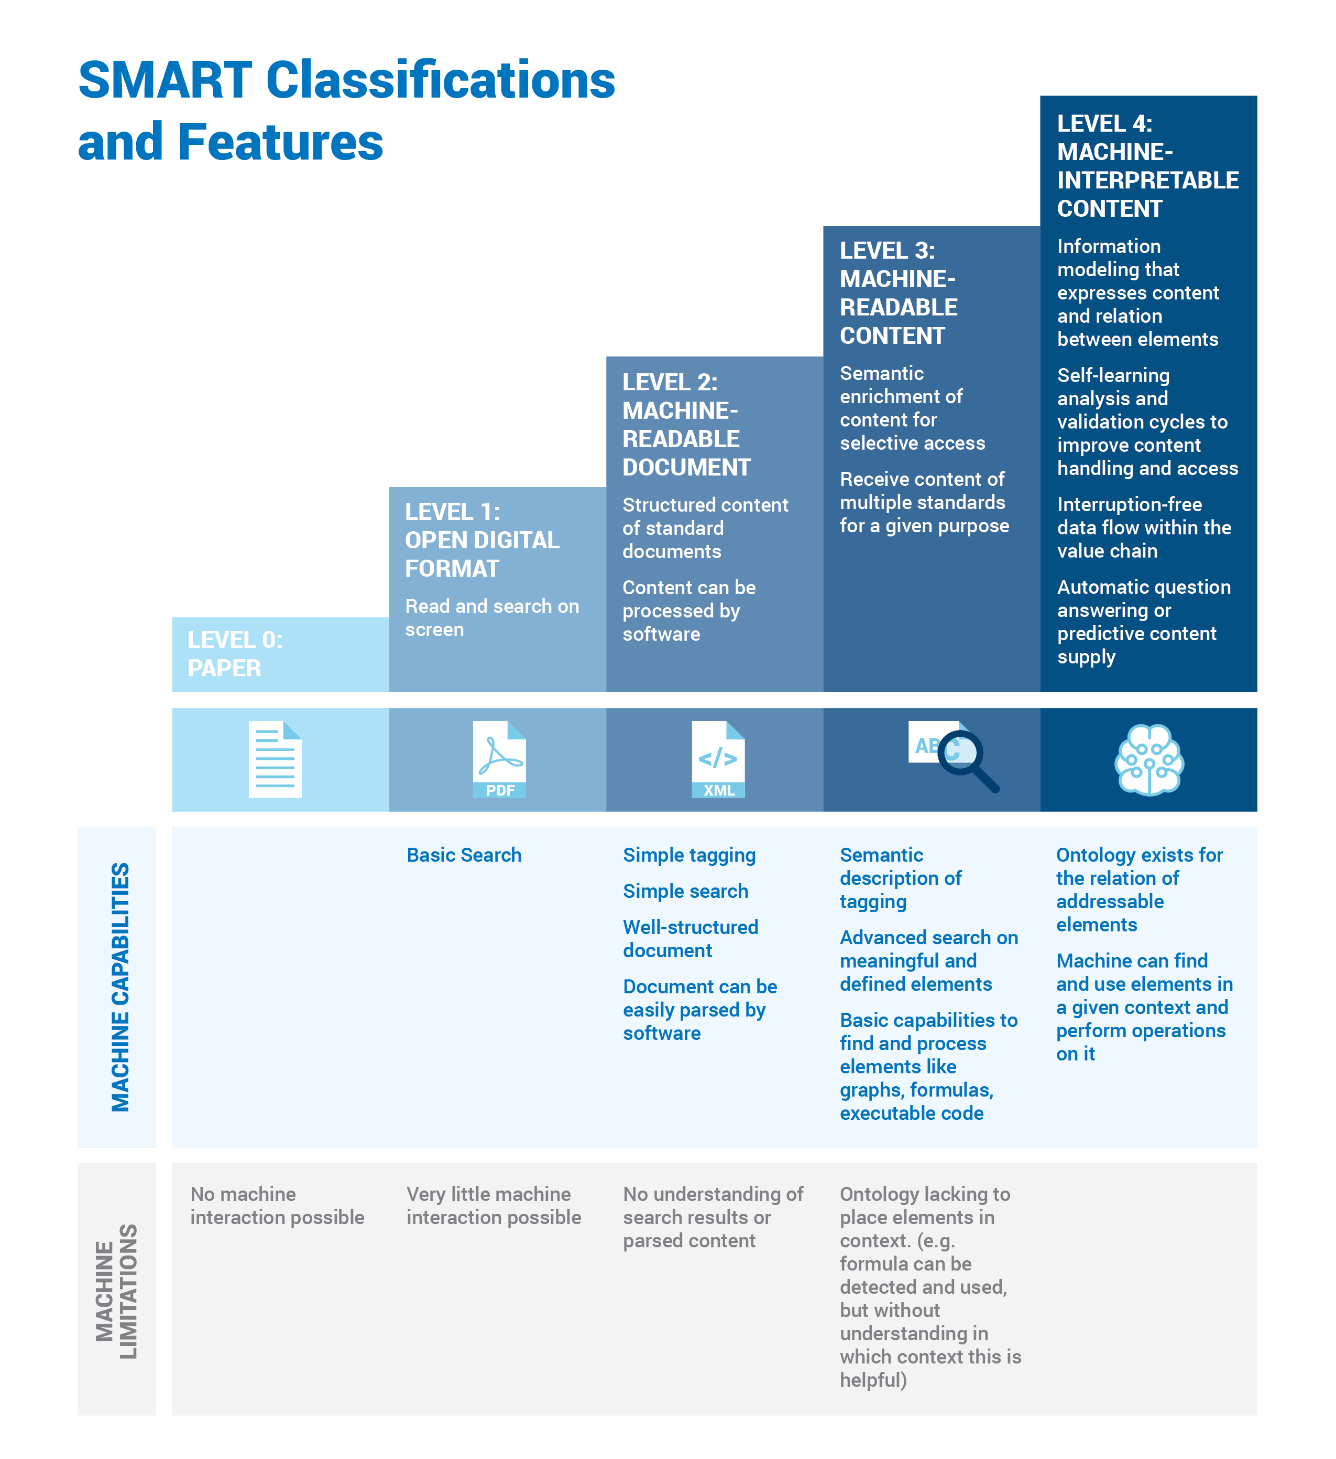 SMART Classifications
and Features
LEVEL 0:
PAPER
LEVEL 1:
OPEN DIGITAL
FORMAT
Read and search on
screen
LEVEL 2:
MACHINE-
READABLE
DOCUMENT
Structured content
of standard
documents
Content can be
processed by
software
LEVEL 3:
MACHINE-
READABLE
CONTENT
Semantic
enrichment of
content for
selective access
Receive content of
multiple standards
for a given purpose
LEVEL 4:
MACHINE-
INTERPRETABLE
CONTENT
Information
modeling that
expresses content
and relation
between elements
Self-learning
analysis and
validation cycles to
improve content
handling and access
Interruption-free
data flow within the
value chain
Automatic question
answering or
predictive content
supply
PDF
</>
XML
ABC
MACHINE CAPABILITIES
Basic Search
Simple tagging
Simple search
Well-structured
document
Document can be
easily parsed by
software
Semantic
description of
tagging
Advanced search on
meaningful and
defined elements
Basic capabilities to
find and process
elements like
graphs, formulas,
executable code
Ontology exists for
the relation of
addressable
elements
Machine can find
and use elements in
a given context and
perform operations
on it
MACHINE
LIMITATIONS
No machine
interaction possible
Very little machine
interaction possible
No understanding of
search results or
parsed content
Ontology lacking to
place elements in
context. (e.g.
formula can be
detected and used,
but without
understanding in
which context this is
helpful)